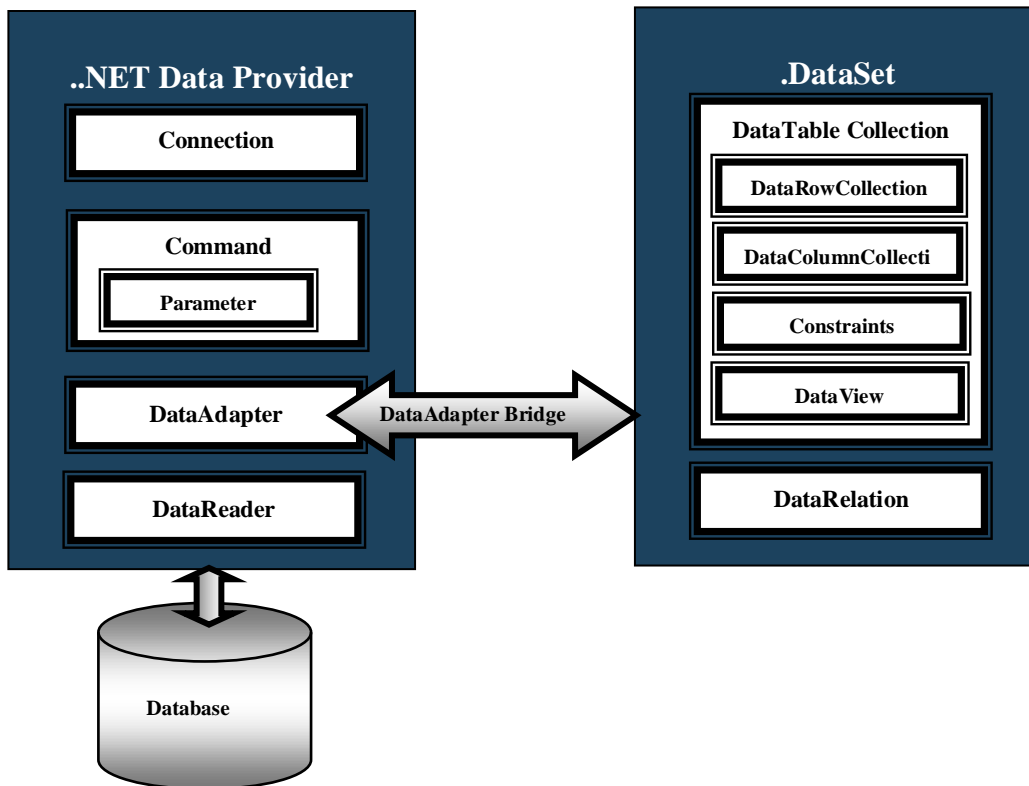 ..NET Data Provider
Connection
Command
Parameter
DataAdapter
DataReader
DataAdapter Bridge
Database
.DataSet
DataTable Collection
DataRowCollection
DataColumnCollecti
Constraints
DataView
DataRelation